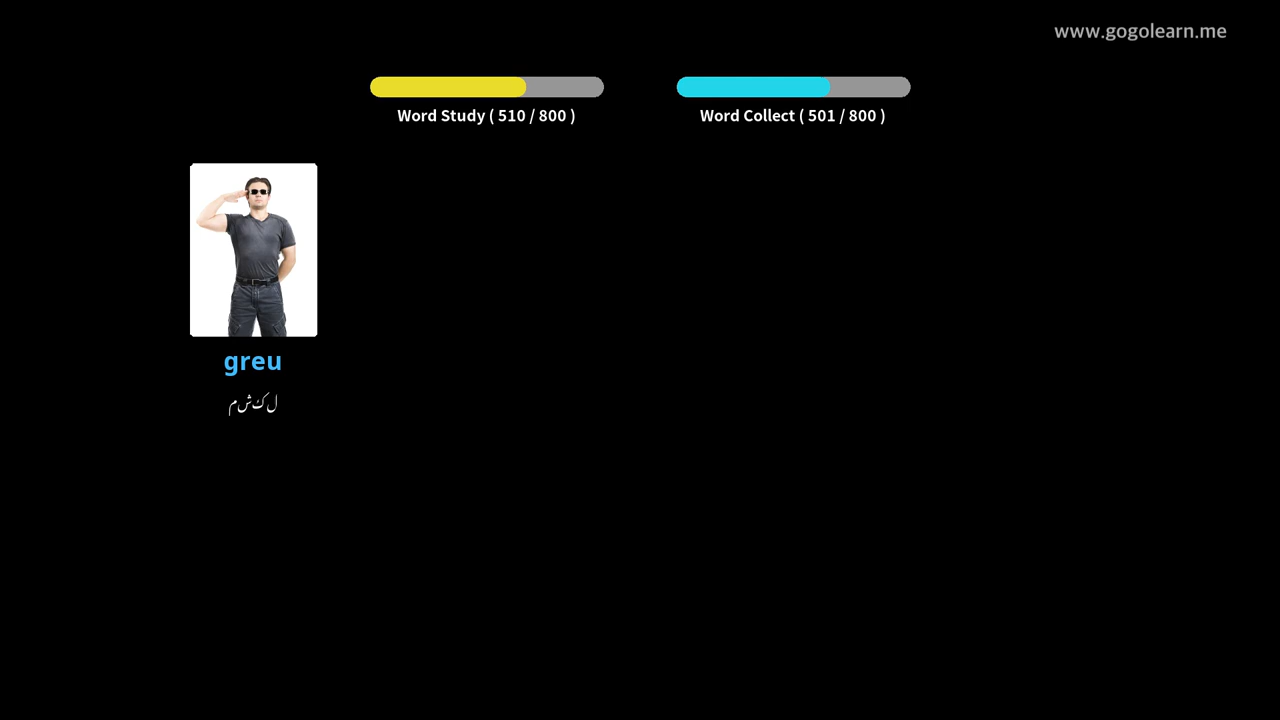 www.gogolearn.me
Word Study ( 510 / 800 )
Word Collect ( 501 / 800 )
greu
ل ک ش م